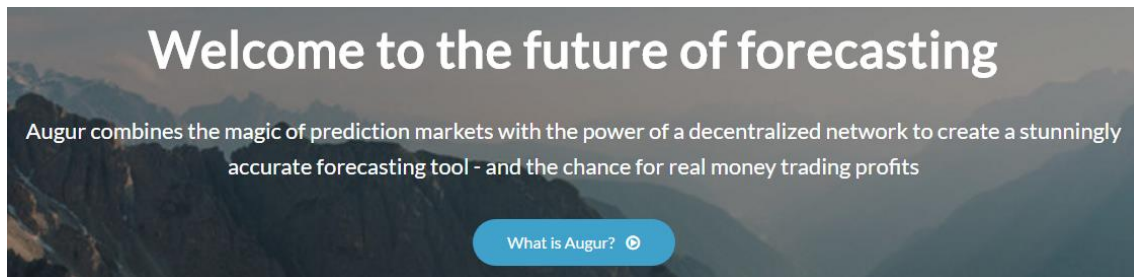 Welcome to the future of forecasting
Augur combines the magic of prediction markets with the power of a decentralized network to create a stunningly
accurate forecasting tool - and the chance for real money trading profits
What is Augur?